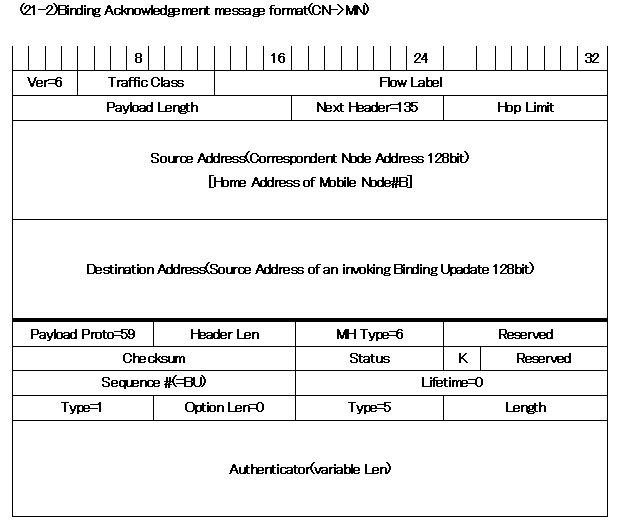 (21-2)Binding Acknowledgement message format(CN->MN)
8 16 24 32
Ver=6 Traffic Class Flow Label
Payload Length Next Header=135 Hop Limit
Source Address(Correspondent Node Address 128bit)
[Home Address of Mobile Node#B]
Destination Address(Source Address of an invoking Binding Upadate 128bit)
Payload Proto=59 Header Len MH Type=6 Reserved
Checksum Status K Reserved
Sequence #(=BU) Lifetime=0
Type=1 Option Len=0 Type=5 Length
Authenticator(variable Len)